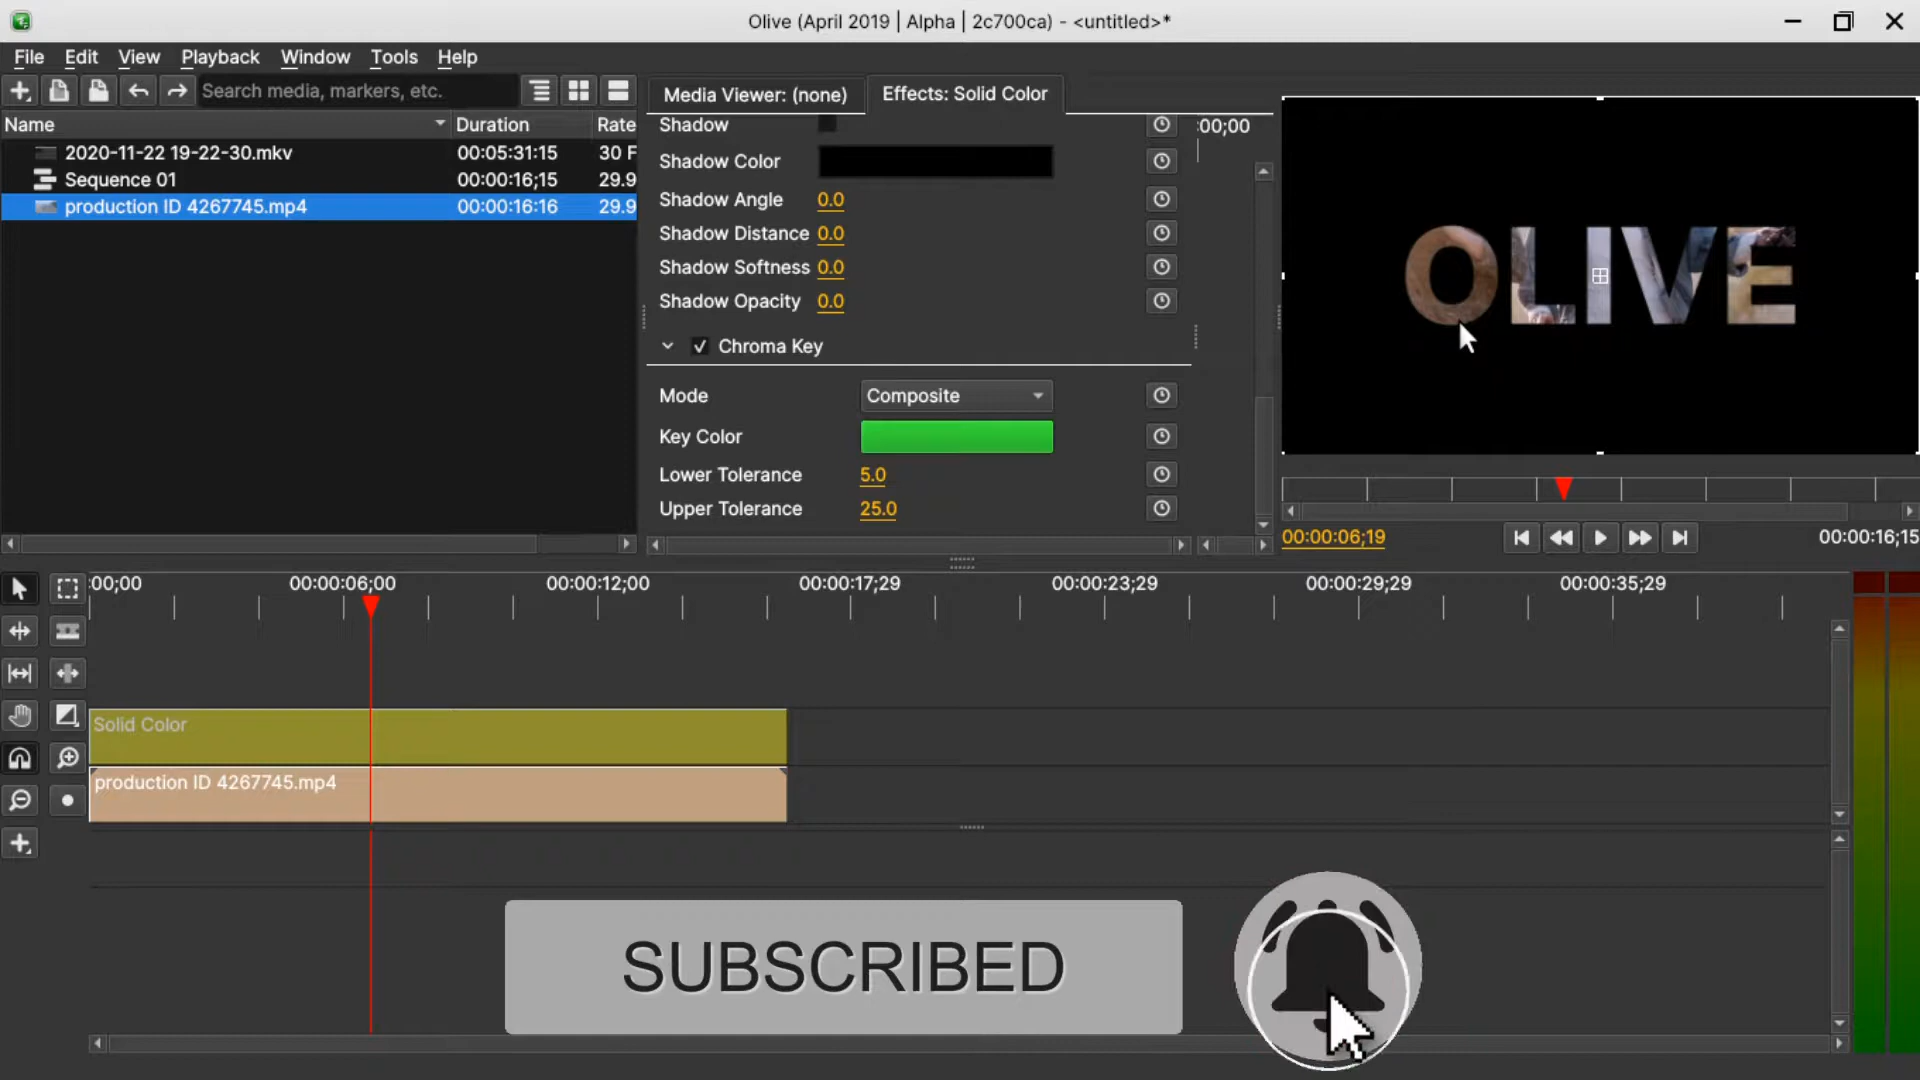 Olive (April 2019 | Alpha | 2c700ca) - <untitled>*
File Edit View Playback Window Tools Help
Search media, markers, etc.
Name Duration Rate
2020-11-22 19-22-30.mkv 00:05:31:15 30 F
Sequence 01 00:00:16;15 29.9
production ID 4267745.mp4 00:00:16:16 29.9
Media Viewer: (none) Effects: Solid Color
Shadow :00;00
Shadow Color
Shadow Angle 0.0
Shadow Distance 0.0
Shadow Softness 0.0
Shadow Opacity 0.0
Chroma Key
Mode Composite
Key Color
Lower Tolerance 5.0
Upper Tolerance 25.0
OLIVE
00:00:06;19 00:00:16;15
:00;00 00:00:06;00 00:00:12;00 00:00:17;29 00:00:23;29 00:00:29;29 00:00:35;29
Solid Color
production ID 4267745.mp4
SUBSCRIBED